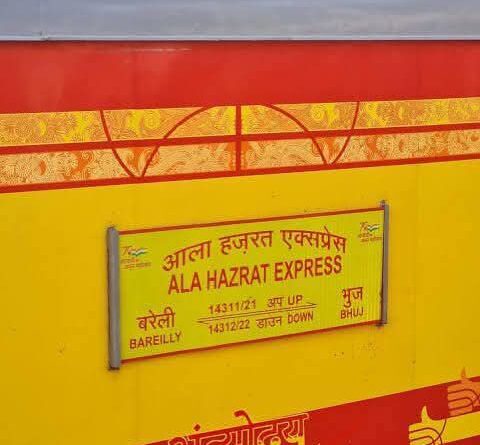 आला हज़रत एक्सप्रेस
ALA HAZRAT EXPRESS
बरेली 14311/21 अप UP भुज
BAREILLY 14312/22 डाउन DOWN BHUJ
अंत्योदय